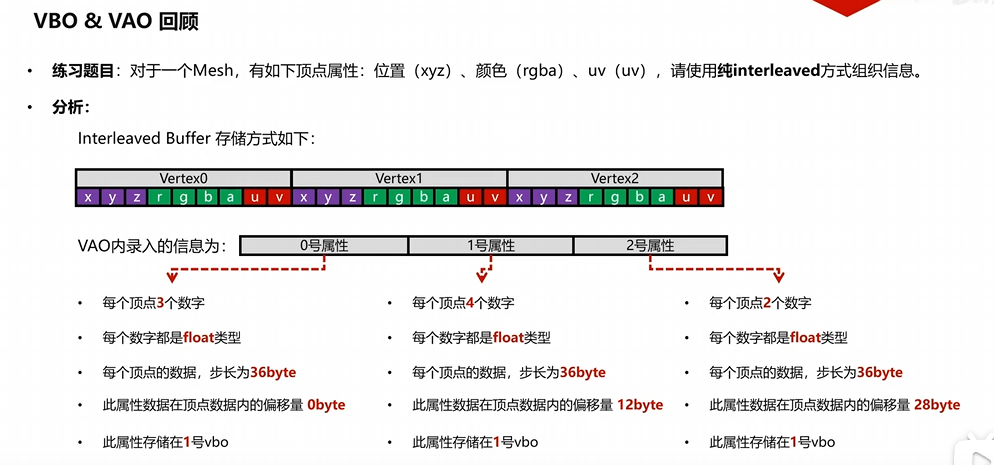 VBO & VAO 回顾
• 练习题目：对于一个Mesh，有如下顶点属性：位置（xyz）、颜色（rgba）、uv（uv），请使用纯interleaved方式组织信息。
• 分析：
Interleaved Buffer 存储方式如下：
Vertex0 Vertex1 Vertex2
x y z r g b a u v x y z r g b a u v x y z r g b a u v
VAO内录入的信息为： 0号属性 1号属性 2号属性
• 每个顶点3个数字
• 每个数字都是float类型
• 每个顶点的数据，步长为36byte
• 此属性数据在顶点数据内的偏移量 0byte
• 此属性存储在1号vbo
• 每个顶点4个数字
• 每个数字都是float类型
• 每个顶点的数据，步长为36byte
• 此属性数据在顶点数据内的偏移量 12byte
• 此属性存储在1号vbo
• 每个顶点2个数字
• 每个数字都是float类型
• 每个顶点的数据，步长为36byte
• 此属性数据在顶点数据内的偏移量 28byte
• 此属性存储在1号vbo